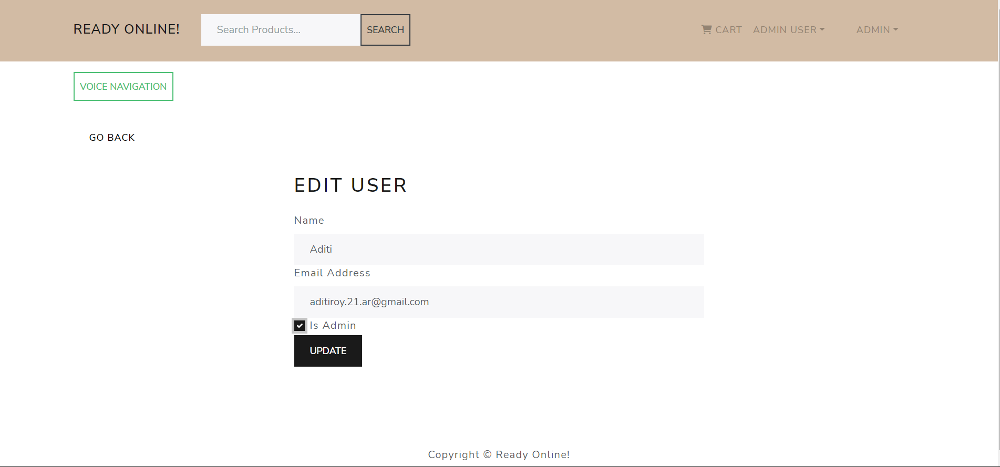 READY ONLINE!
Search Products...
SEARCH
CART
ADMIN USER
ADMIN
VOICE NAVIGATION
GO BACK
EDIT USER
Name
Aditi
Email Address
aditiroy.21.ar@gmail.com
Is Admin
UPDATE
Copyright © Ready Online!